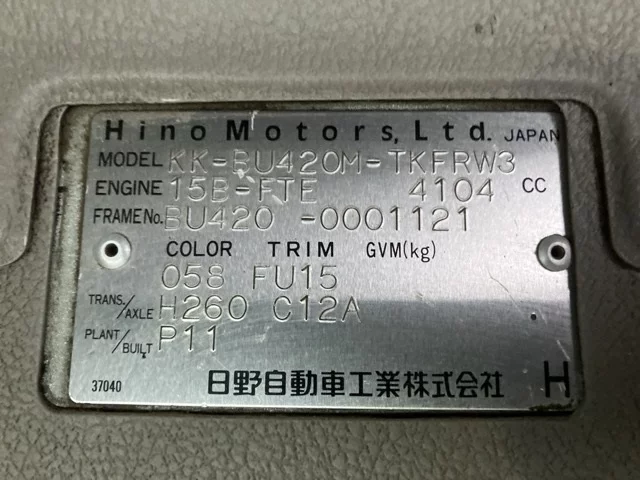 Hino Motors, Ltd. JAPAN
MODEL KK-BU420M-TKFRW3
ENGINE 15B-FTE 4104 CC
FRAME No. BU420 -0001121
COLOR TRIM GVM(kg)
058 FU15
TRANS./AXLE H260 C12A
PLANT/BUILT P11
37040 日野自動車工業株式会社 H